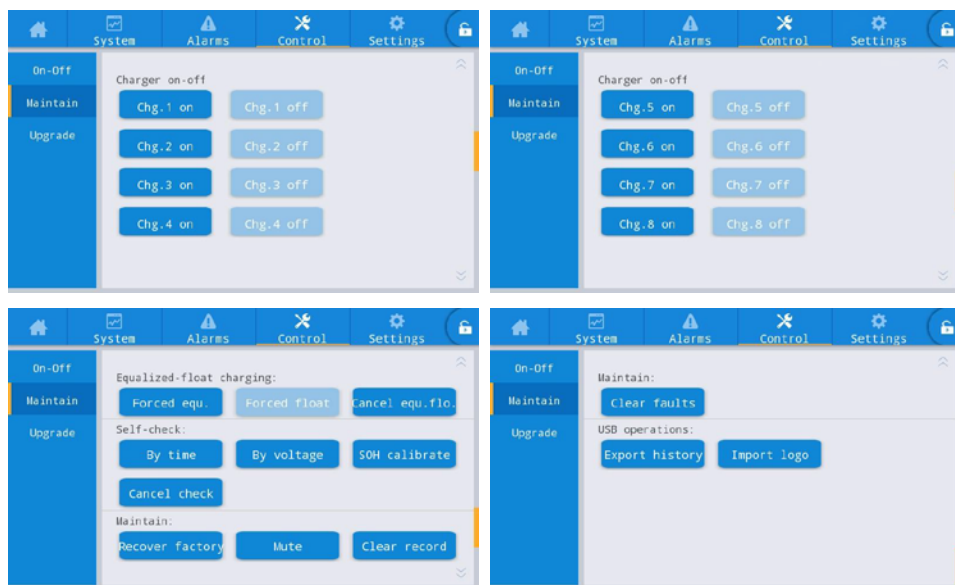 System Alarms Control Settings
On-Off
Maintain
Upgrade
Charger on-off
Chg.1 on Chg.1 off
Chg.2 on Chg.2 off
Chg.3 on Chg.3 off
Chg.4 on Chg.4 off
System Alarms Control Settings
On-Off
Maintain
Upgrade
Charger on-off
Chg.5 on Chg.5 off
Chg.6 on Chg.6 off
Chg.7 on Chg.7 off
Chg.8 on Chg.8 off
System Alarms Control Settings
On-Off
Maintain
Upgrade
Equalized-float charging:
Forced equ. Forced float Cancel equ.flo.
Self-check:
By time By voltage SOH calibrate
Cancel check
Maintain:
Recover factory Mute Clear record
System Alarms Control Settings
On-Off
Maintain
Upgrade
Maintain:
Clear faults
USB operations:
Export history Import logo